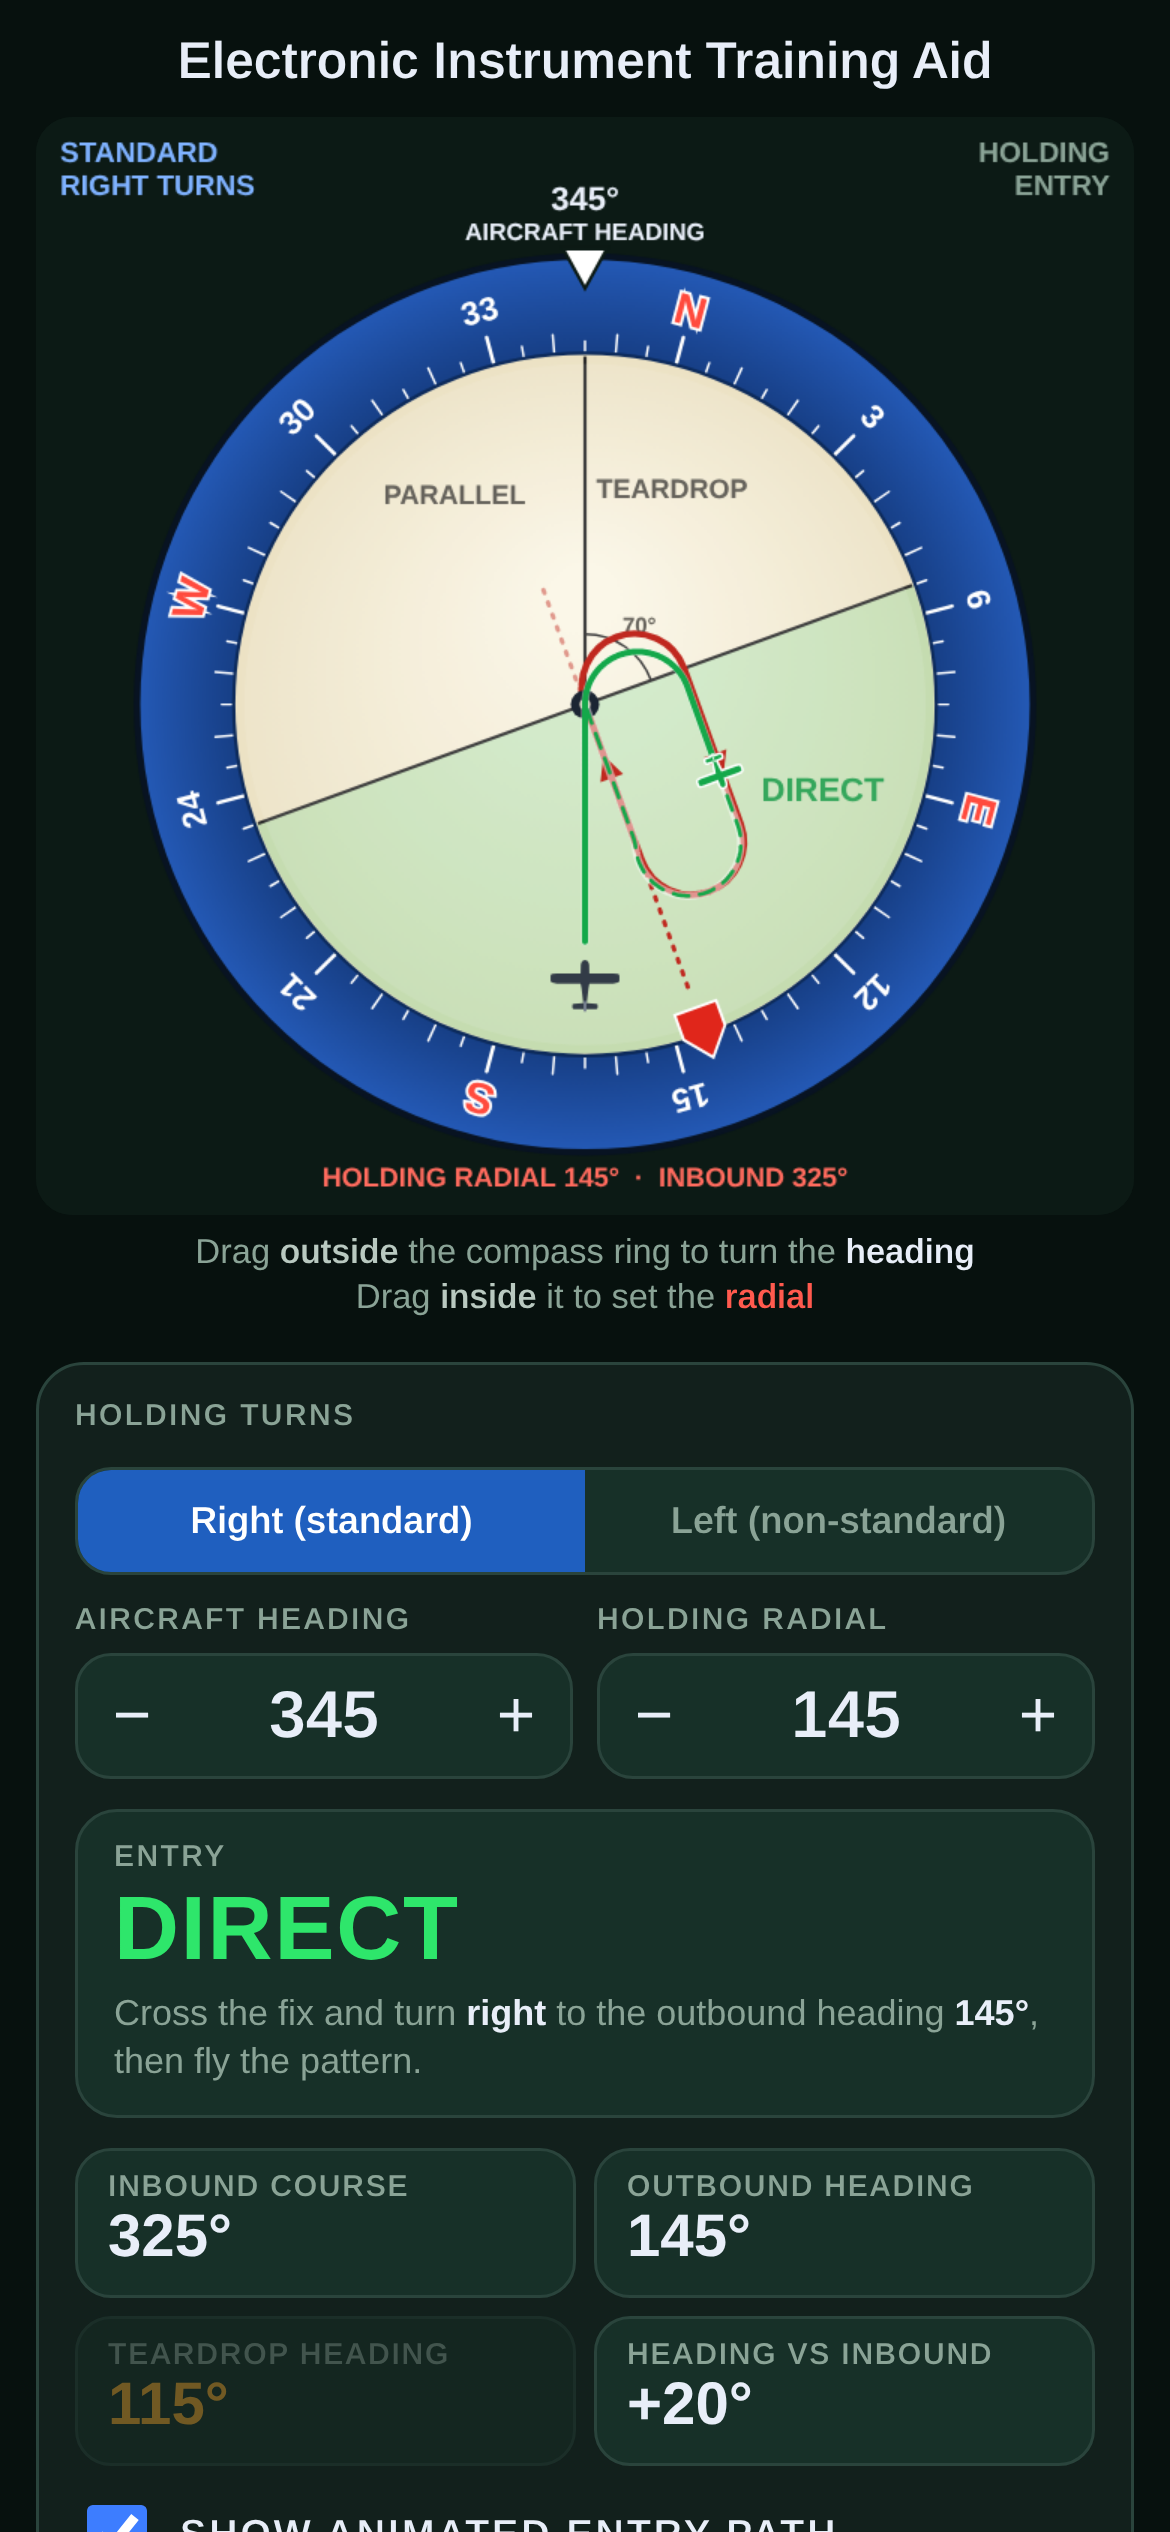 Electronic Instrument Training Aid
STANDARD
RIGHT TURNS
HOLDING
ENTRY
345°
AIRCRAFT HEADING
33
N
30
3
PARALLEL
TEARDROP
W
6
70°
DIRECT
24
E
21
12
S
15
HOLDING RADIAL 145° · INBOUND 325°
Drag outside the compass ring to turn the heading
Drag inside it to set the radial
HOLDING TURNS
Right (standard)
Left (non-standard)
AIRCRAFT HEADING
HOLDING RADIAL
− 345 +
− 145 +
ENTRY
DIRECT
Cross the fix and turn right to the outbound heading 145°,
then fly the pattern.
INBOUND COURSE
325°
OUTBOUND HEADING
145°
TEARDROP HEADING
115°
HEADING VS INBOUND
+20°
SHOW ANIMATED ENTRY PATH